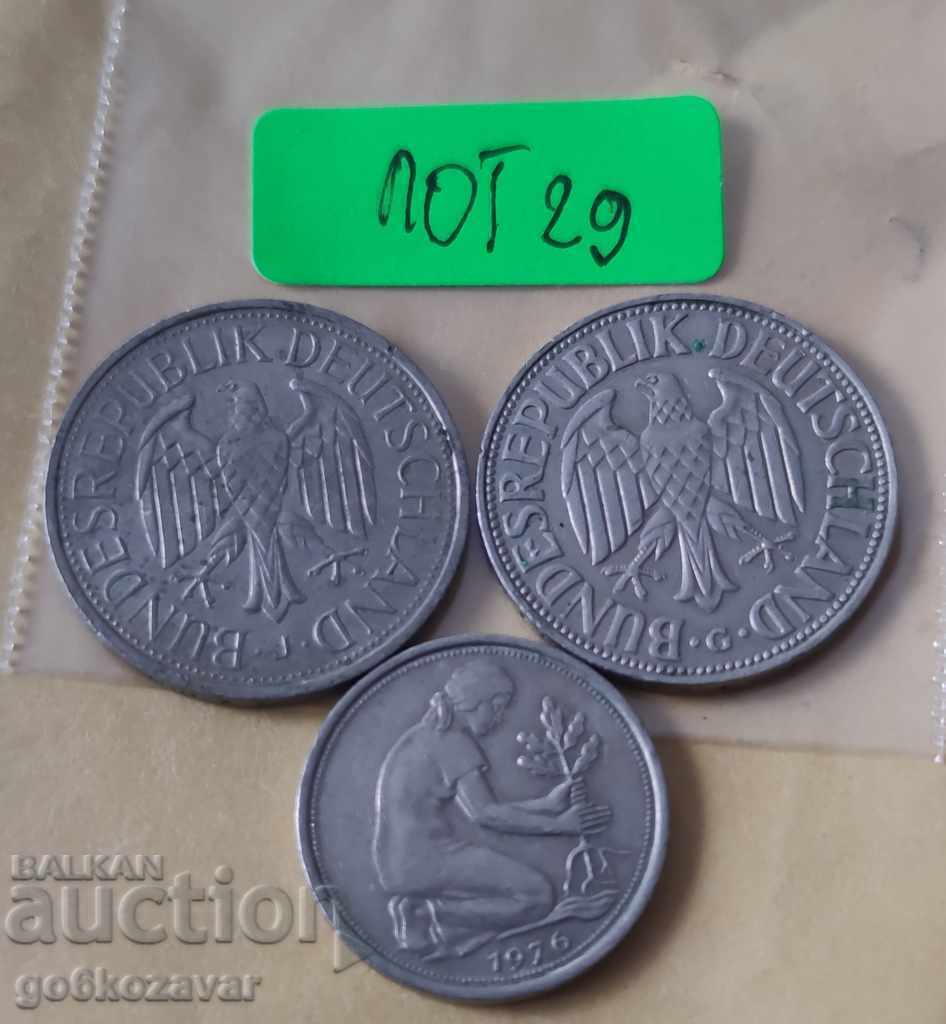 ЛОТ 29
BUNDESREPUBLIK · DEUTSCHLAND · J ·
BUNDESREPUBLIK · DEUTSCHLAND · G ·
1976
BALKAN
auction
go6kozavar